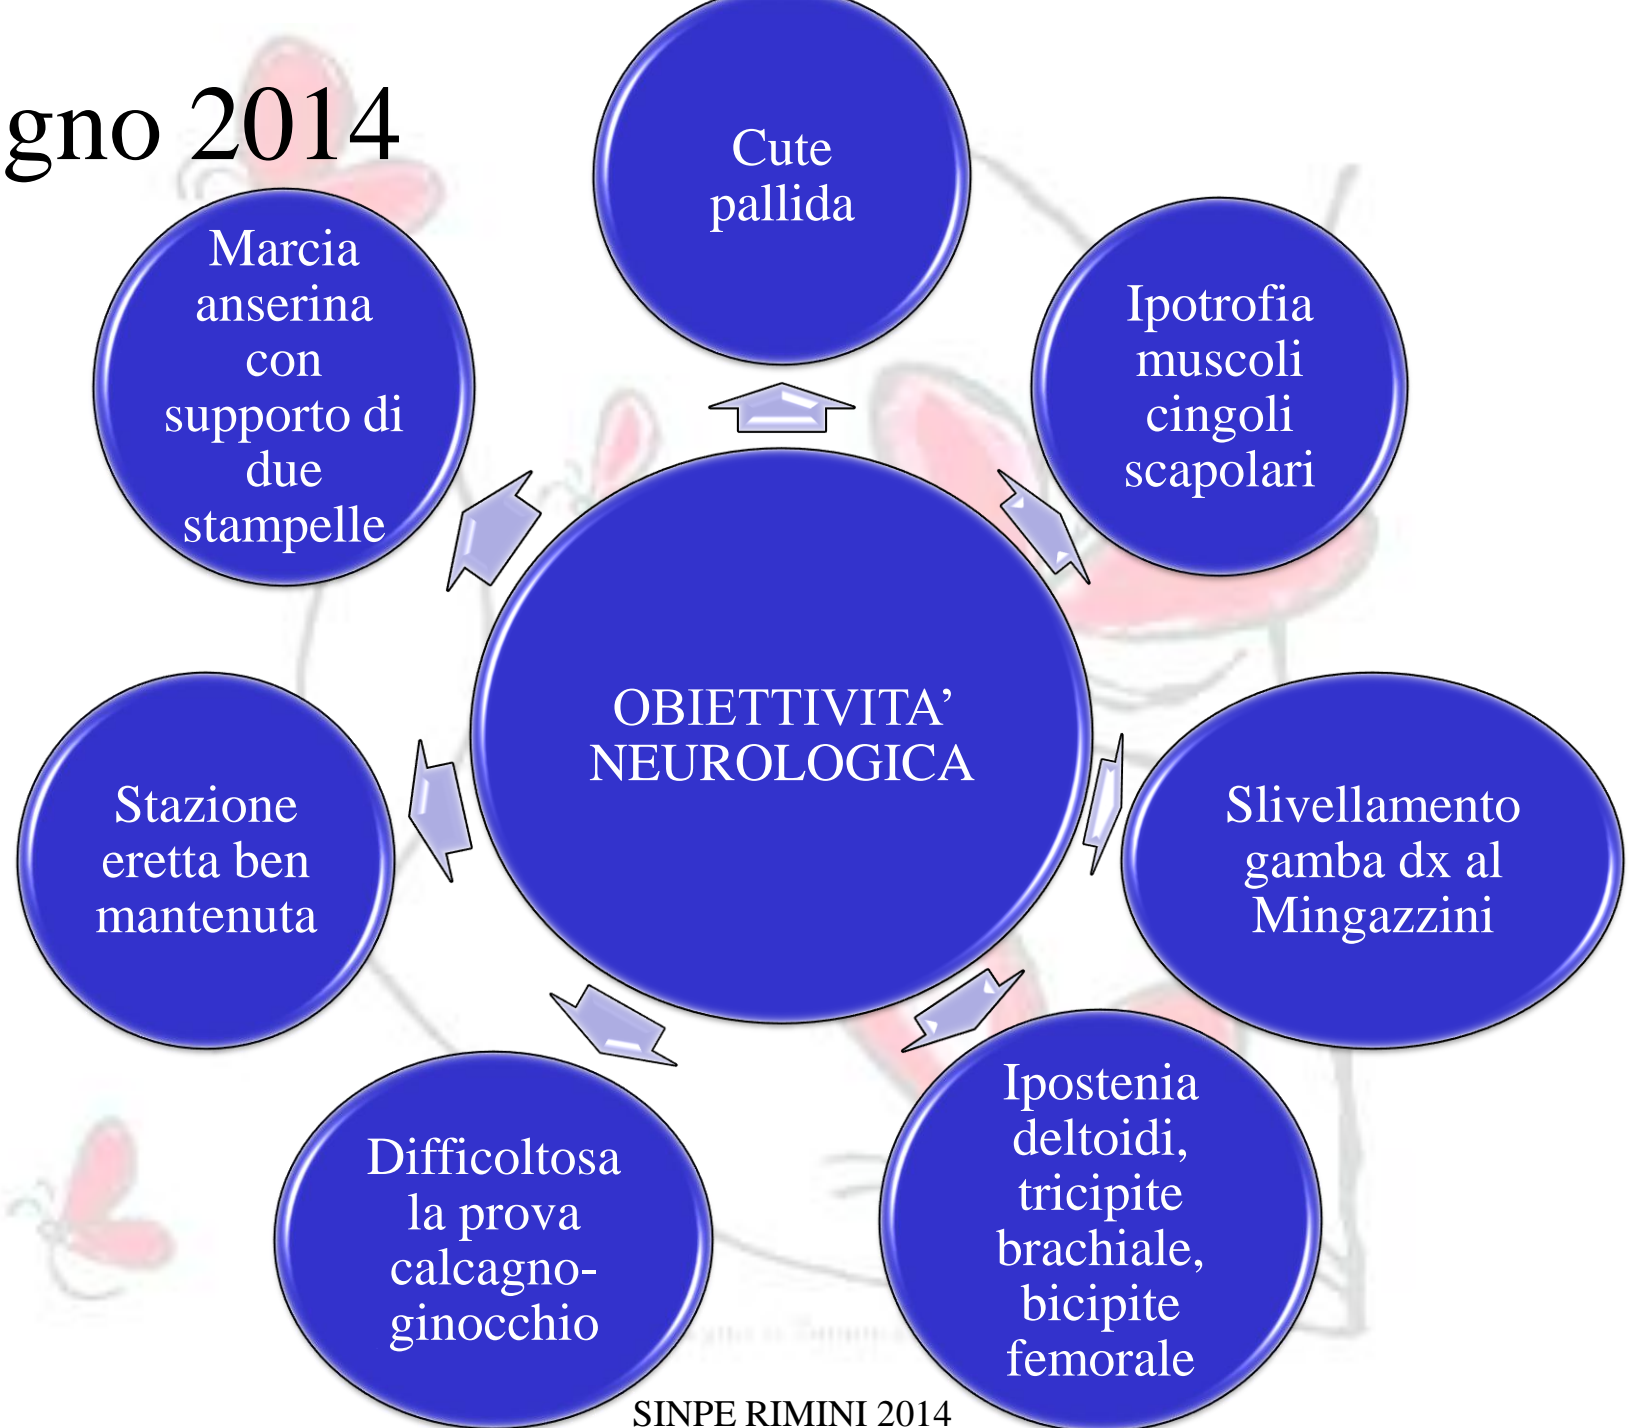 gno 2014
Cute
pallida
Ipotrofia
muscoli
cingoli
scapolari
Slivellamento
gamba dx al
Mingazzini
Ipostenia
deltoidi,
tricipite
brachiale,
bicipite
femorale
Difficoltosa
la prova
calcagno-
ginocchio
Stazione
eretta ben
mantenuta
Marcia
anserina
con
supporto di
due
stampelle
OBIETTIVITA’
NEUROLOGICA
SINPE RIMINI 2014